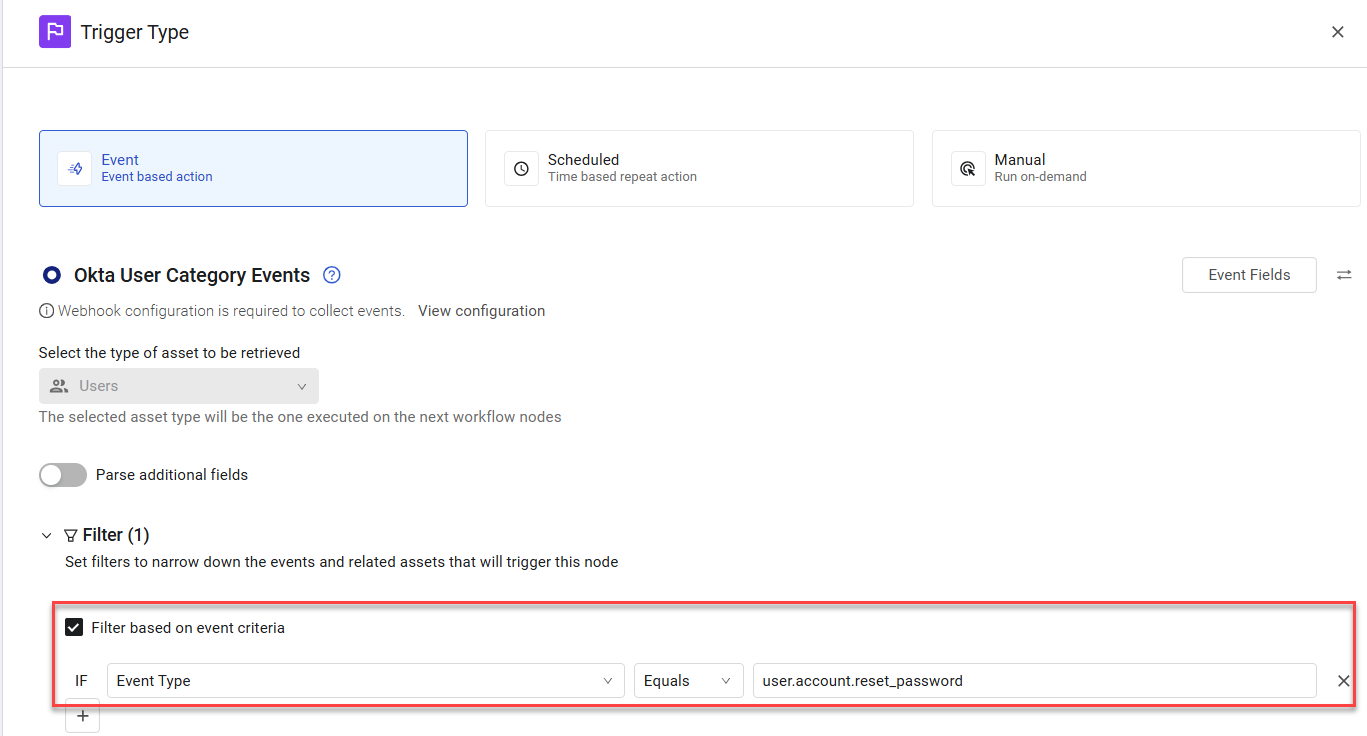 Trigger Type
Event
Event based action
Scheduled
Time based repeat action
Manual
Run on-demand
Okta User Category Events
Event Fields
Webhook configuration is required to collect events. View configuration
Select the type of asset to be retrieved
Users
The selected asset type will be the one executed on the next workflow nodes
Parse additional fields
Filter (1)
Set filters to narrow down the events and related assets that will trigger this node
Filter based on event criteria
IF Event Type Equals user.account.reset_password